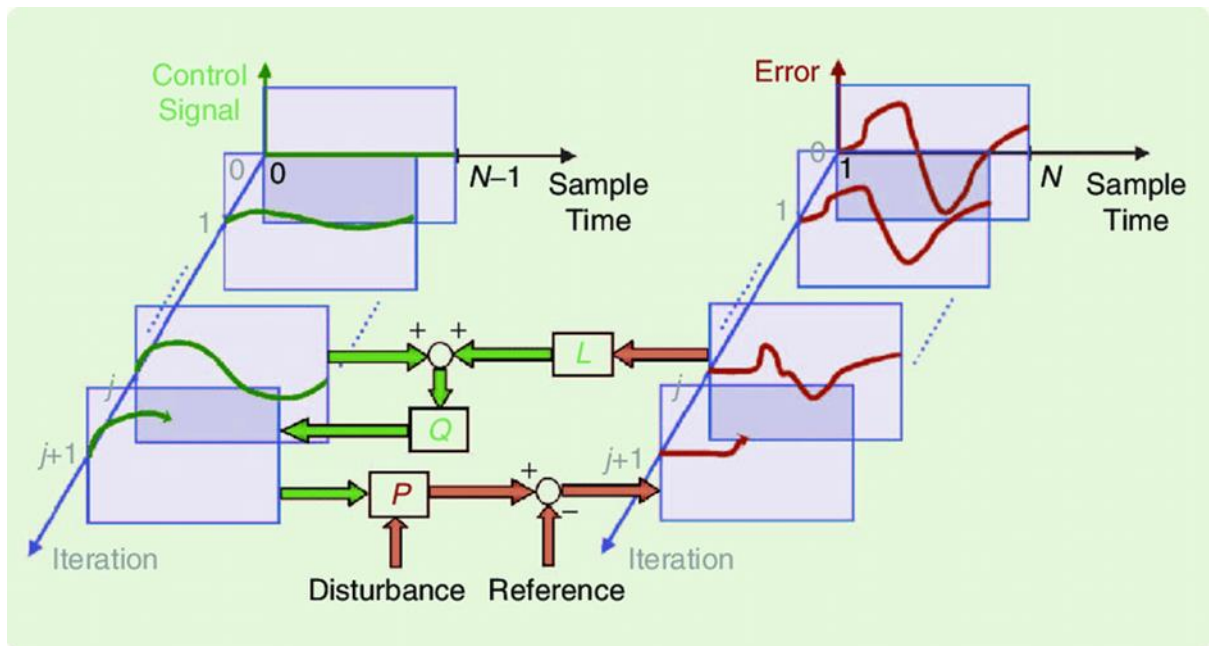 Control
Signal
0
0
N–1
Sample
Time
1
j
j+1
Iteration
Error
0
1
N
Sample
Time
1
j
j+1
Iteration
+
+
L
Q
P
+
–
Disturbance
Reference